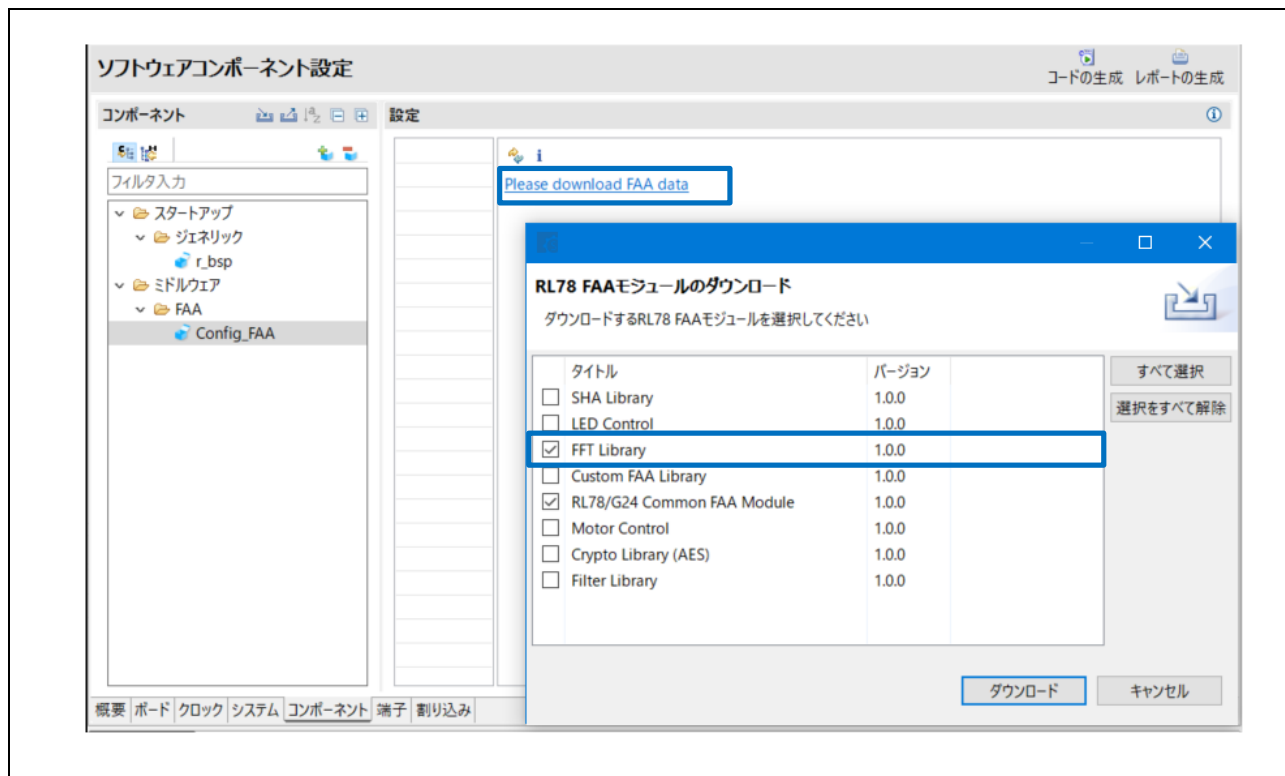 ソフトウェアコンポーネント設定
コードの生成 レポートの生成
コンポーネント
設定
フィルタ入力
スタートアップ
ジェネリック
r_bsp
ミドルウェア
FAA
Config_FAA
Please download FAA data
RL78 FAAモジュールのダウンロード
ダウンロードするRL78 FAAモジュールを選択してください
タイトル バージョン
SHA Library 1.0.0
LED Control 1.0.0
FFT Library 1.0.0
Custom FAA Library 1.0.0
RL78/G24 Common FAA Module 1.0.0
Motor Control 1.0.0
Crypto Library (AES) 1.0.0
Filter Library 1.0.0
すべて選択
選択をすべて解除
ダウンロード キャンセル
概要 ボード クロック システム コンポーネント 端子 割り込み